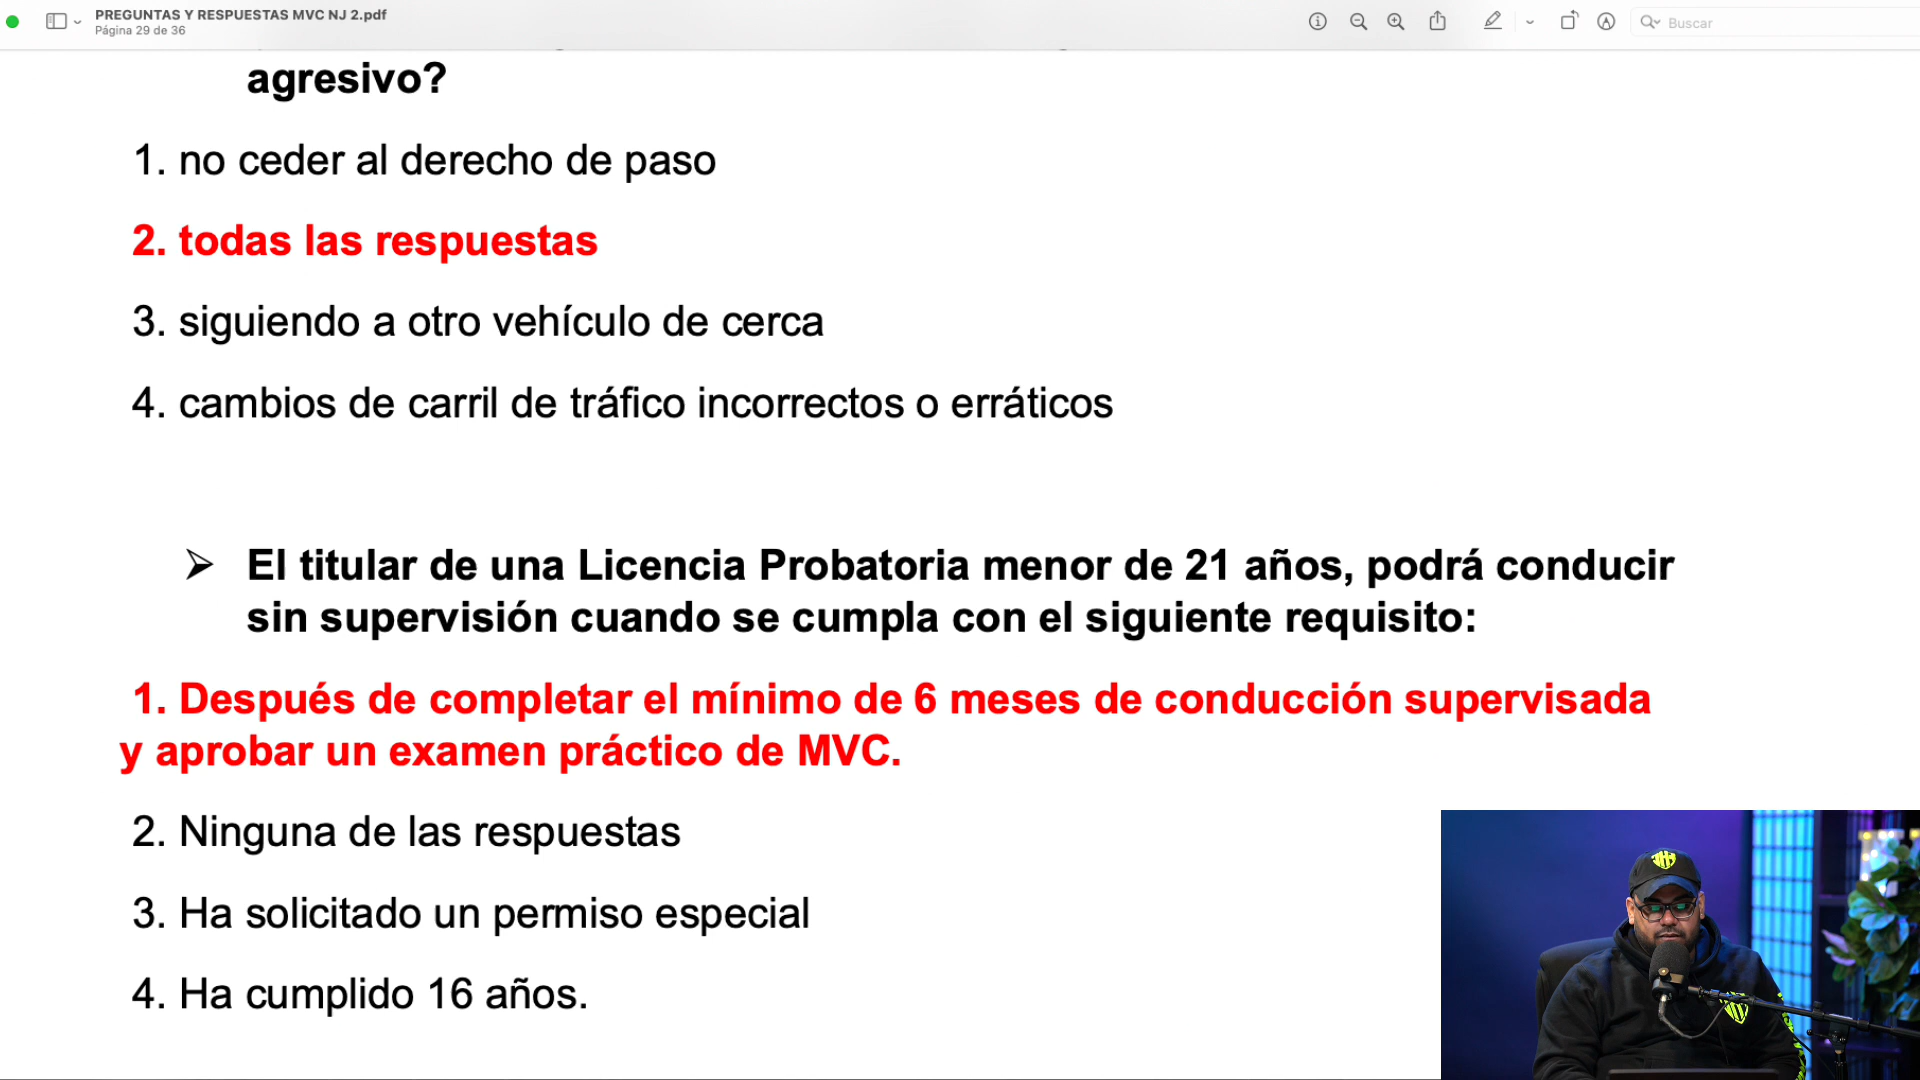 PREGUNTAS Y RESPUESTAS MVC NJ 2.pdf
Página 29 de 36
Buscar
agresivo?
1. no ceder al derecho de paso
2. todas las respuestas
3. siguiendo a otro vehículo de cerca
4. cambios de carril de tráfico incorrectos o erráticos
➢ El titular de una Licencia Probatoria menor de 21 años, podrá conducir
sin supervisión cuando se cumpla con el siguiente requisito:
1. Después de completar el mínimo de 6 meses de conducción supervisada
y aprobar un examen práctico de MVC.
2. Ninguna de las respuestas
3. Ha solicitado un permiso especial
4. Ha cumplido 16 años.